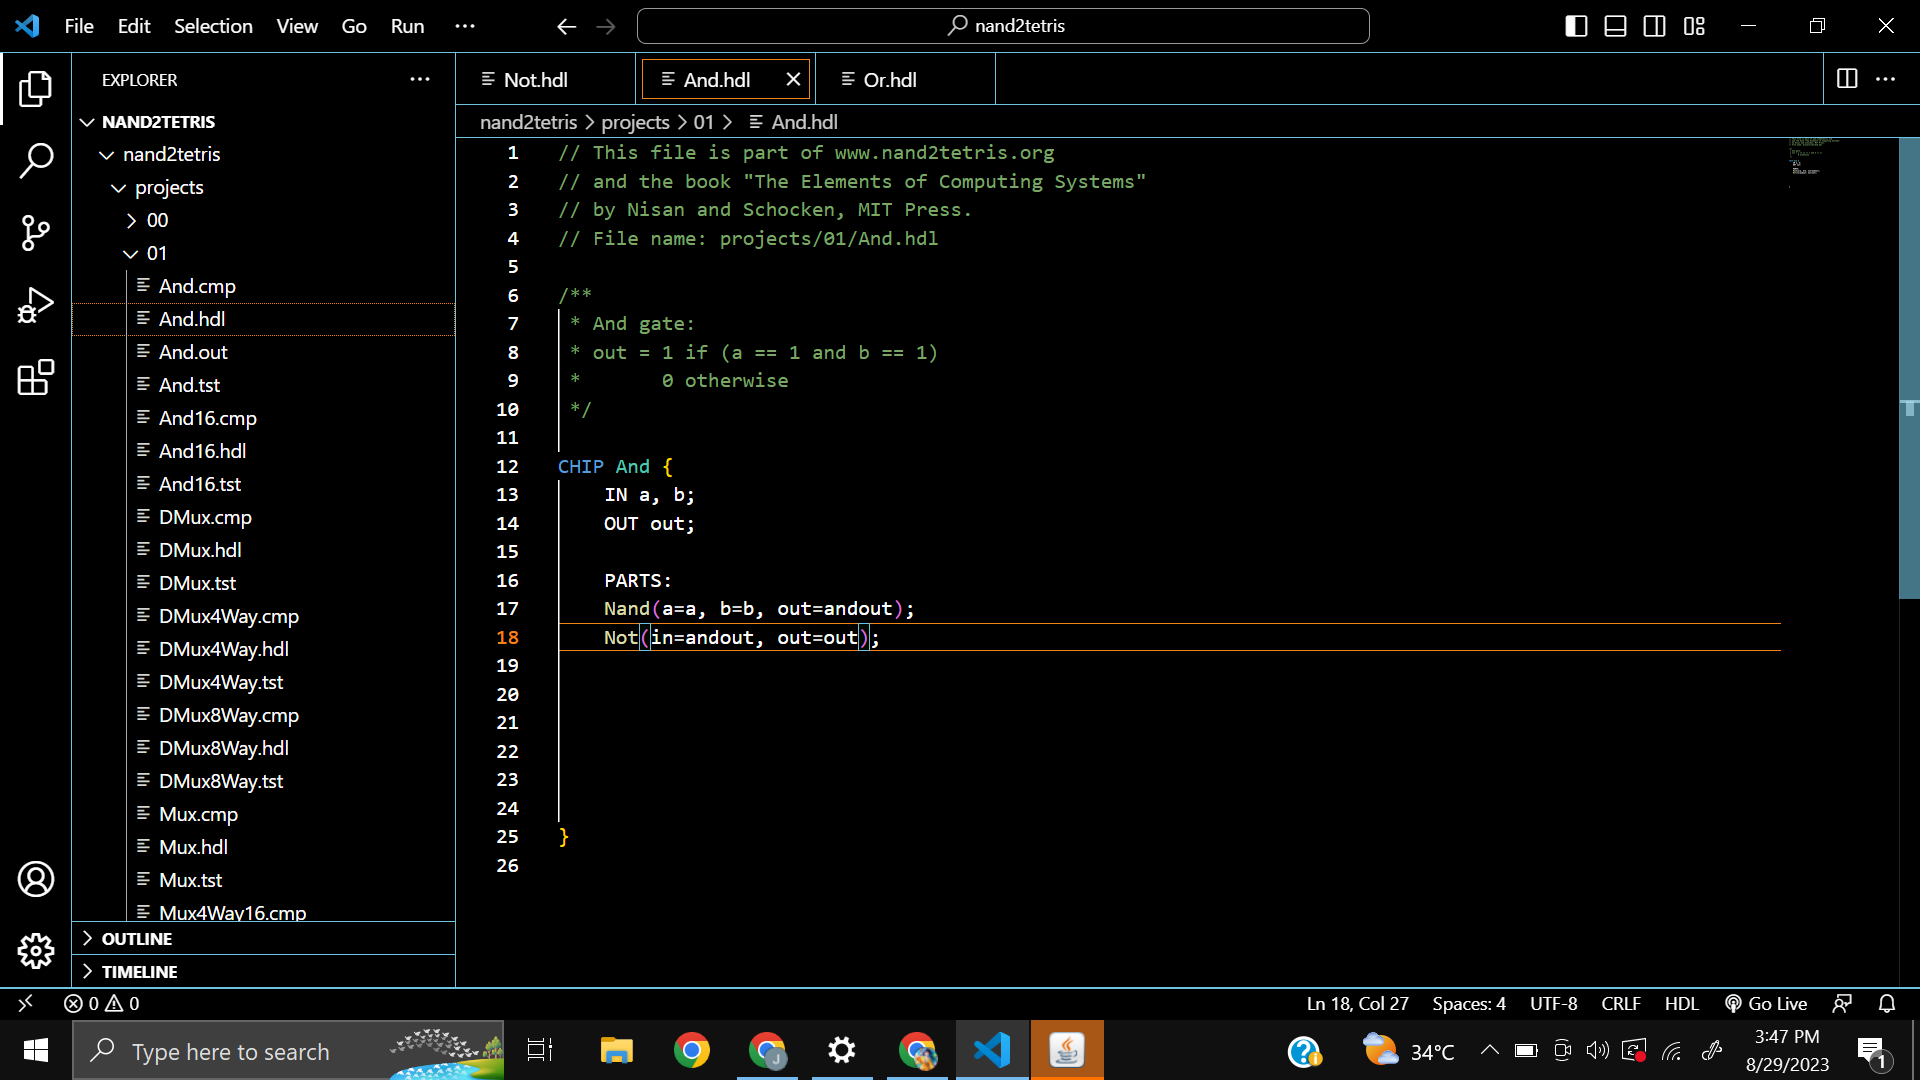 File Edit Selection View Go Run ···
nand2tetris
EXPLORER ···
NAND2TETRIS
nand2tetris
projects
00
01
And.cmp
And.hdl
And.out
And.tst
And16.cmp
And16.hdl
And16.tst
DMux.cmp
DMux.hdl
DMux.tst
DMux4Way.cmp
DMux4Way.hdl
DMux4Way.tst
DMux8Way.cmp
DMux8Way.hdl
DMux8Way.tst
Mux.cmp
Mux.hdl
Mux.tst
Mux4Way16.cmp
OUTLINE
TIMELINE
Not.hdl And.hdl Or.hdl
nand2tetris > projects > 01 > And.hdl
1 // This file is part of www.nand2tetris.org
2 // and the book "The Elements of Computing Systems"
3 // by Nisan and Schocken, MIT Press.
4 // File name: projects/01/And.hdl
5
6 /**
7 * And gate:
8 * out = 1 if (a == 1 and b == 1)
9 *       0 otherwise
10 */
11
12 CHIP And {
13     IN a, b;
14     OUT out;
15
16     PARTS:
17     Nand(a=a, b=b, out=andout);
18     Not(in=andout, out=out);
19
20
21
22
23
24
25 }
26
0 0 Ln 18, Col 27 Spaces: 4 UTF-8 CRLF HDL Go Live
Type here to search J 34°C 3:47 PM
8/29/2023 1